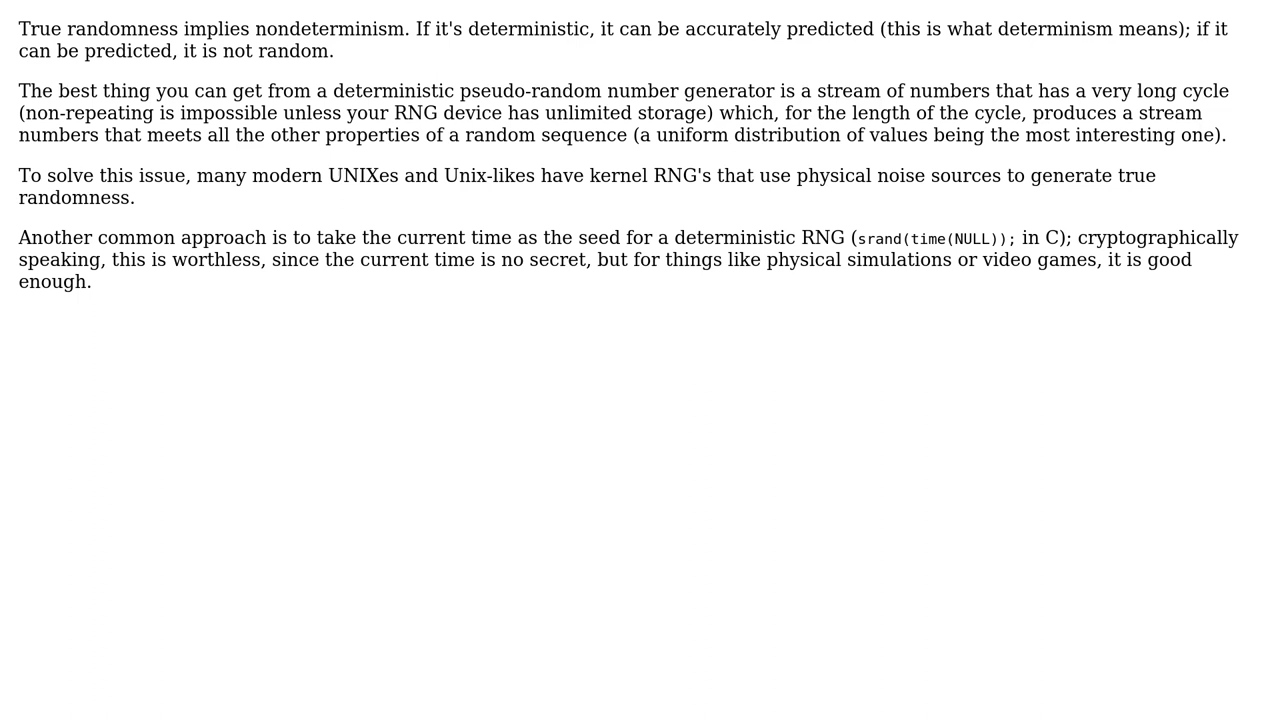 True randomness implies nondeterminism. If it's deterministic, it can be accurately predicted (this is what determinism means); if it
can be predicted, it is not random.
The best thing you can get from a deterministic pseudo-random number generator is a stream of numbers that has a very long cycle
(non-repeating is impossible unless your RNG device has unlimited storage) which, for the length of the cycle, produces a stream
numbers that meets all the other properties of a random sequence (a uniform distribution of values being the most interesting one).
To solve this issue, many modern UNIXes and Unix-likes have kernel RNG's that use physical noise sources to generate true
randomness.
Another common approach is to take the current time as the seed for a deterministic RNG (srand(time(NULL)); in C); cryptographically
speaking, this is worthless, since the current time is no secret, but for things like physical simulations or video games, it is good
enough.